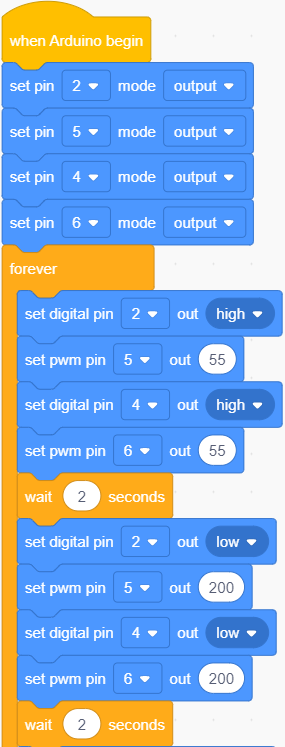 when Arduino begin
set pin 2 mode output
set pin 5 mode output
set pin 4 mode output
set pin 6 mode output
forever
set digital pin 2 out high
set pwm pin 5 out 55
set digital pin 4 out high
set pwm pin 6 out 55
wait 2 seconds
set digital pin 2 out low
set pwm pin 5 out 200
set digital pin 4 out low
set pwm pin 6 out 200
wait 2 seconds